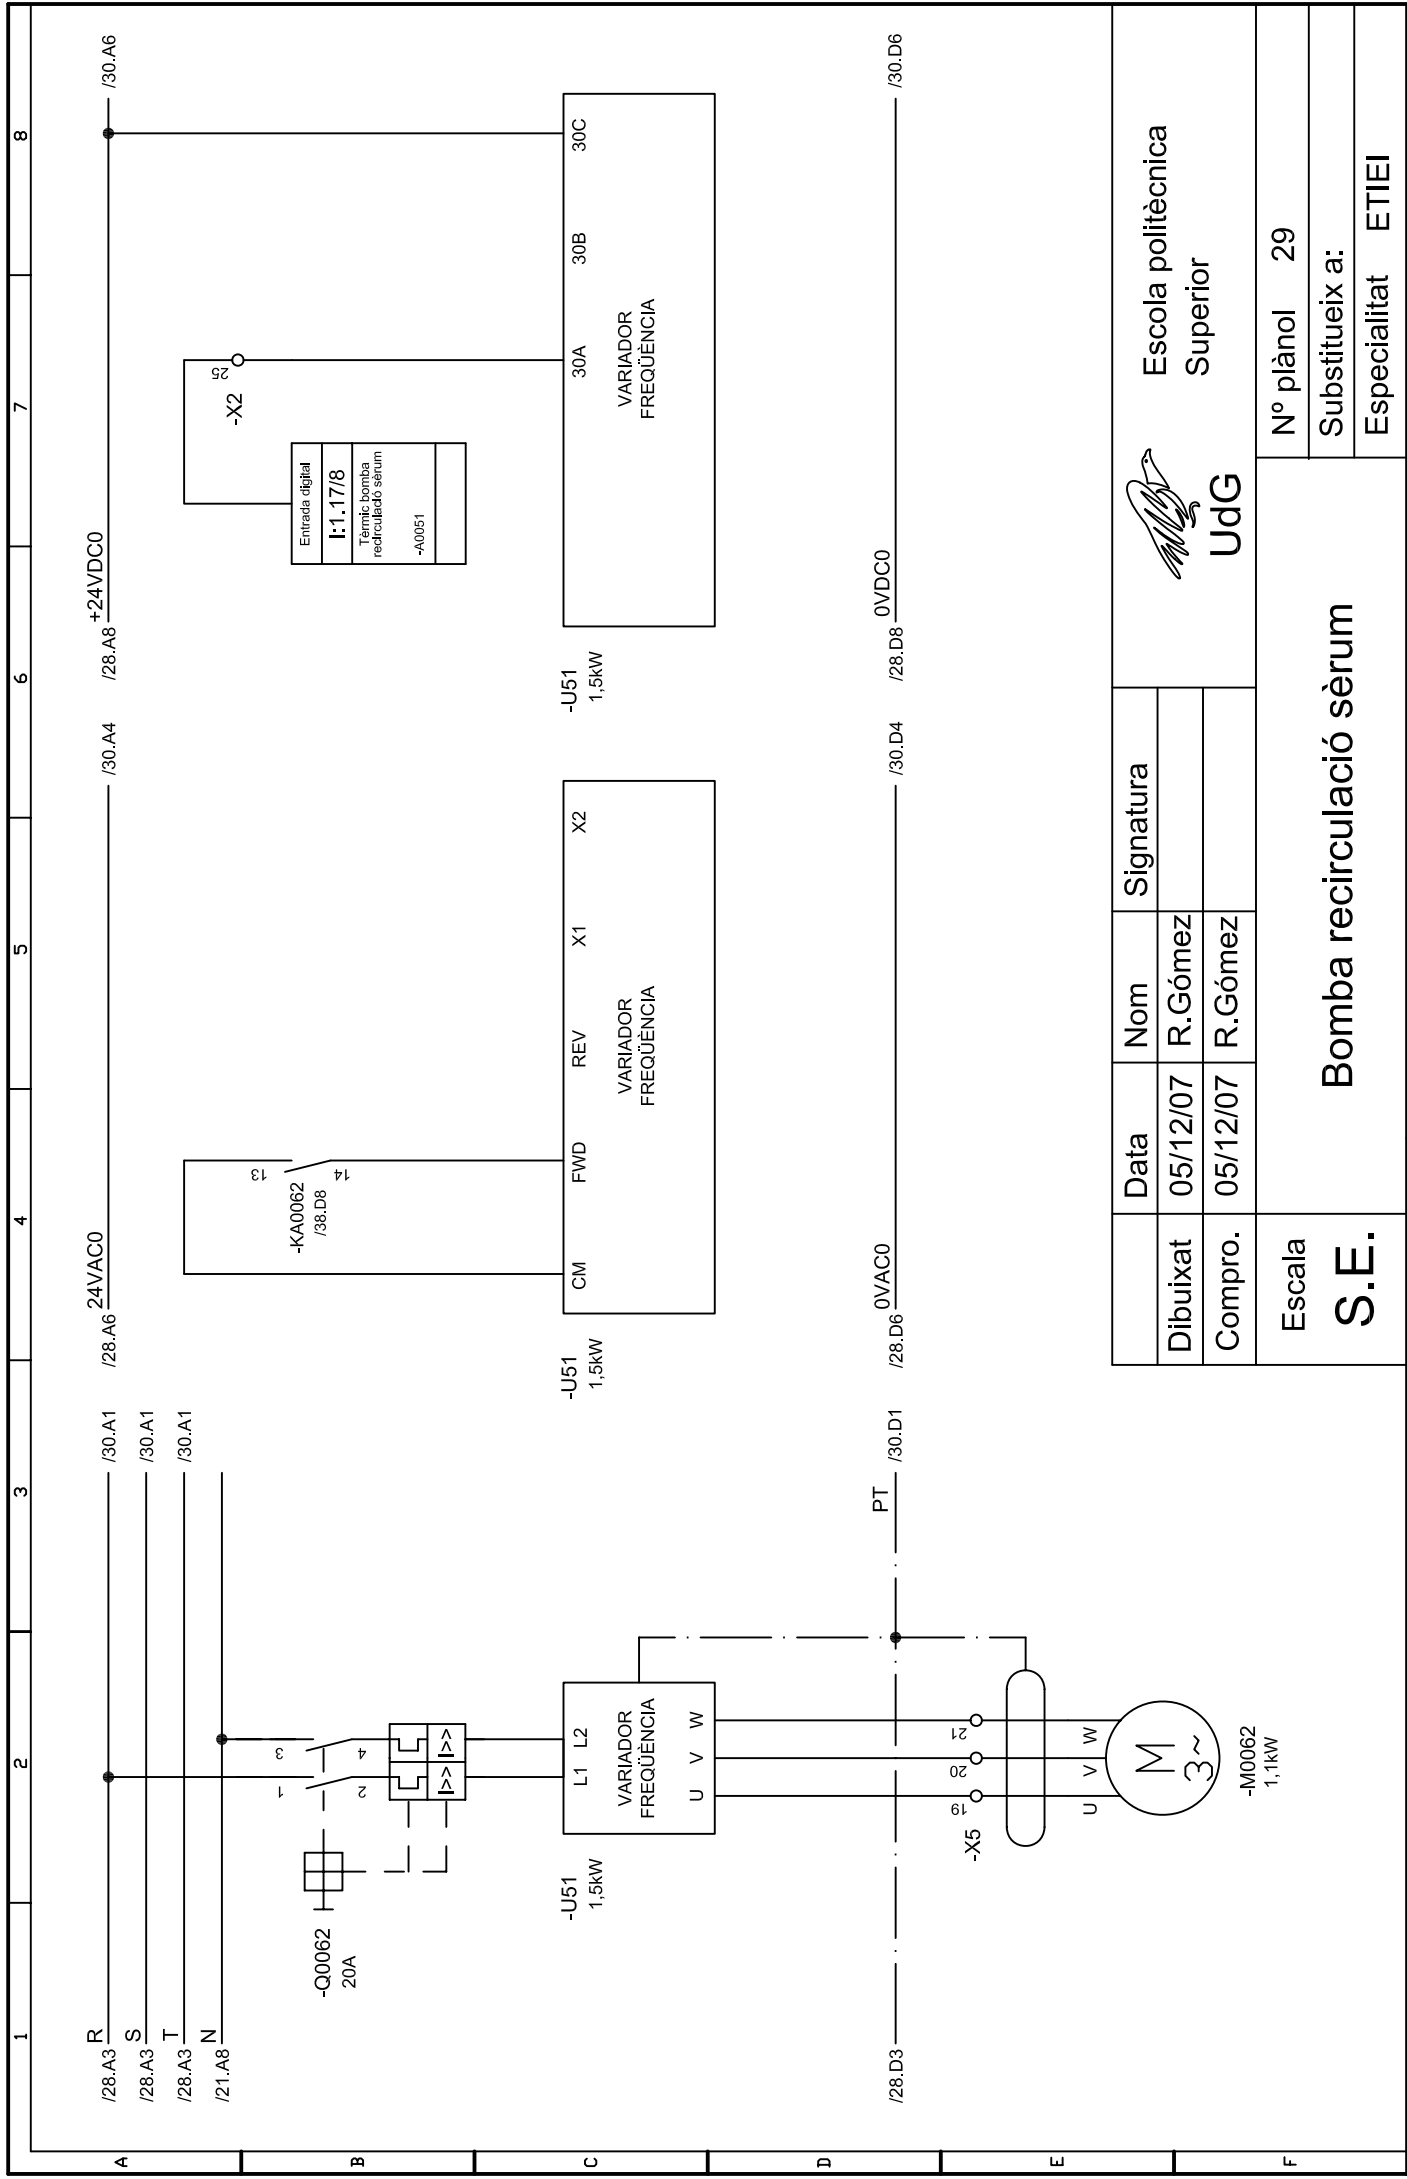 1 2 3 4 5 6 7 8
A
B
C
D
E
F
/28.A3 R /30.A1
/28.A3 S /30.A1
/28.A3 T /30.A1
/21.A8 N
/28.A6 24VAC0 /30.A4
/28.A8 +24VDC0 /30.A6
-Q0062
20A
1 3
2 4
I>> I>>
-U51
1,5kW
L1 L2
VARIADOR
FREQÜÈNCIA
U V W
/28.D3 PT /30.D1
-X5
19 20 21
U V W
M
3~
-M0062
1,1kW
13
14
-KA0062
/38.D8
-U51
1,5kW
CM FWD REV X1 X2
VARIADOR
FREQÜÈNCIA
/28.D6 0VAC0 /30.D4
Entrada digital
I:1.17/8
Tèrmic bomba
recirculació sèrum
-A0051
25
-X2
-U51
1,5kW
30A 30B 30C
VARIADOR
FREQÜÈNCIA
/28.D8 0VDC0 /30.D6
Data Nom Signatura
Dibuixat 05/12/07 R.Gómez
Compro. 05/12/07 R.Gómez
UdG
Escola politècnica
Superior
Escala
S.E.
Bomba recirculació sèrum
Nº plànol 29
Substitueix a:
Especialitat ETIEI